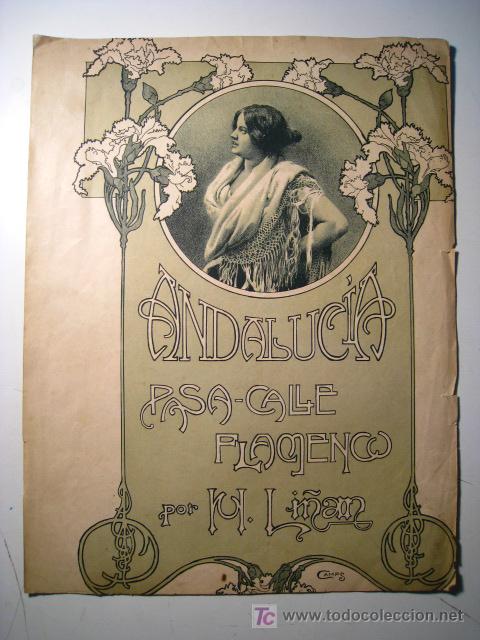 ANDALUCÍA
PASA-CALLE
FLAMENCO
por M. Liñan
CAMPS
TC www.todocoleccion.net